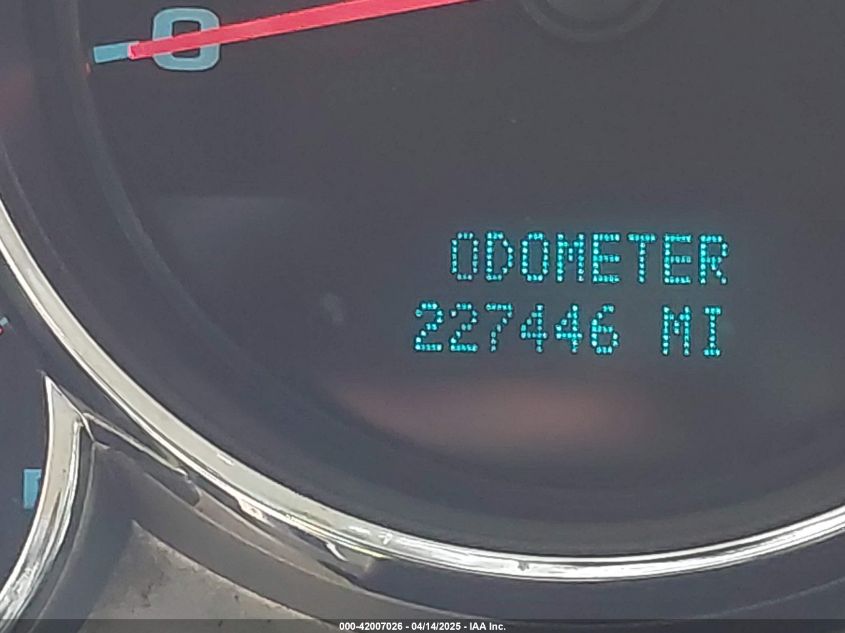 0
ODOMETER
227446 MI
000-42007026 - 04/14/2025 - IAA Inc.